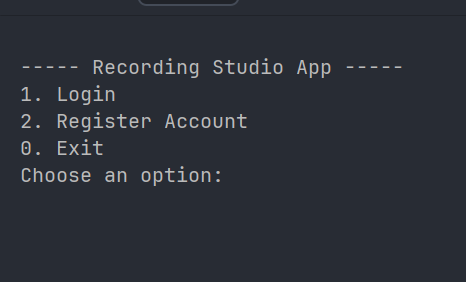 ----- Recording Studio App -----
1. Login
2. Register Account
0. Exit
Choose an option: